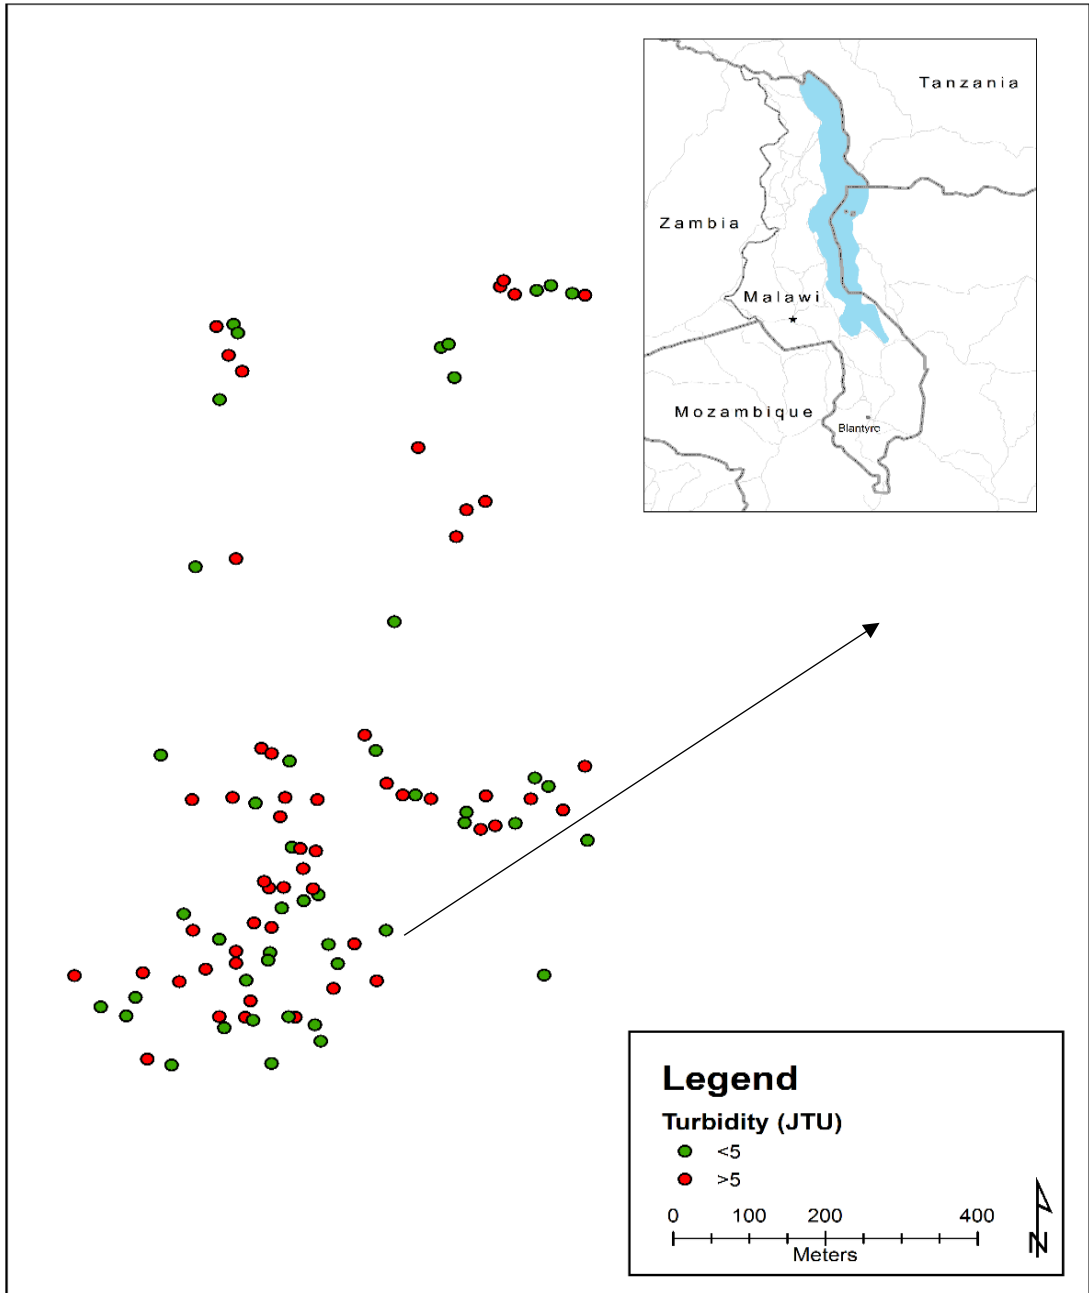 Tanzania
Zambia
Malawi
Mozambique
Blantyre
Legend
Turbidity (JTU)
<5
>5
0 100 200 400
Meters
N